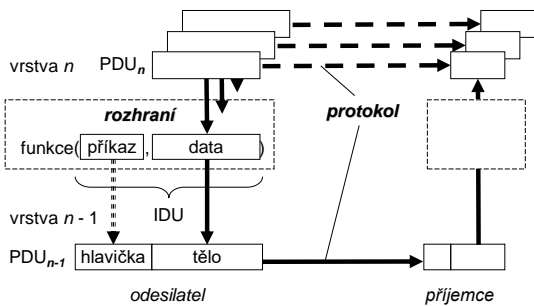 vrstva n PDUn
rozhraní protokol
funkce( příkaz , data )
IDU
vrstva n - 1
PDUn-1 hlavička tělo
odesilatel příjemce